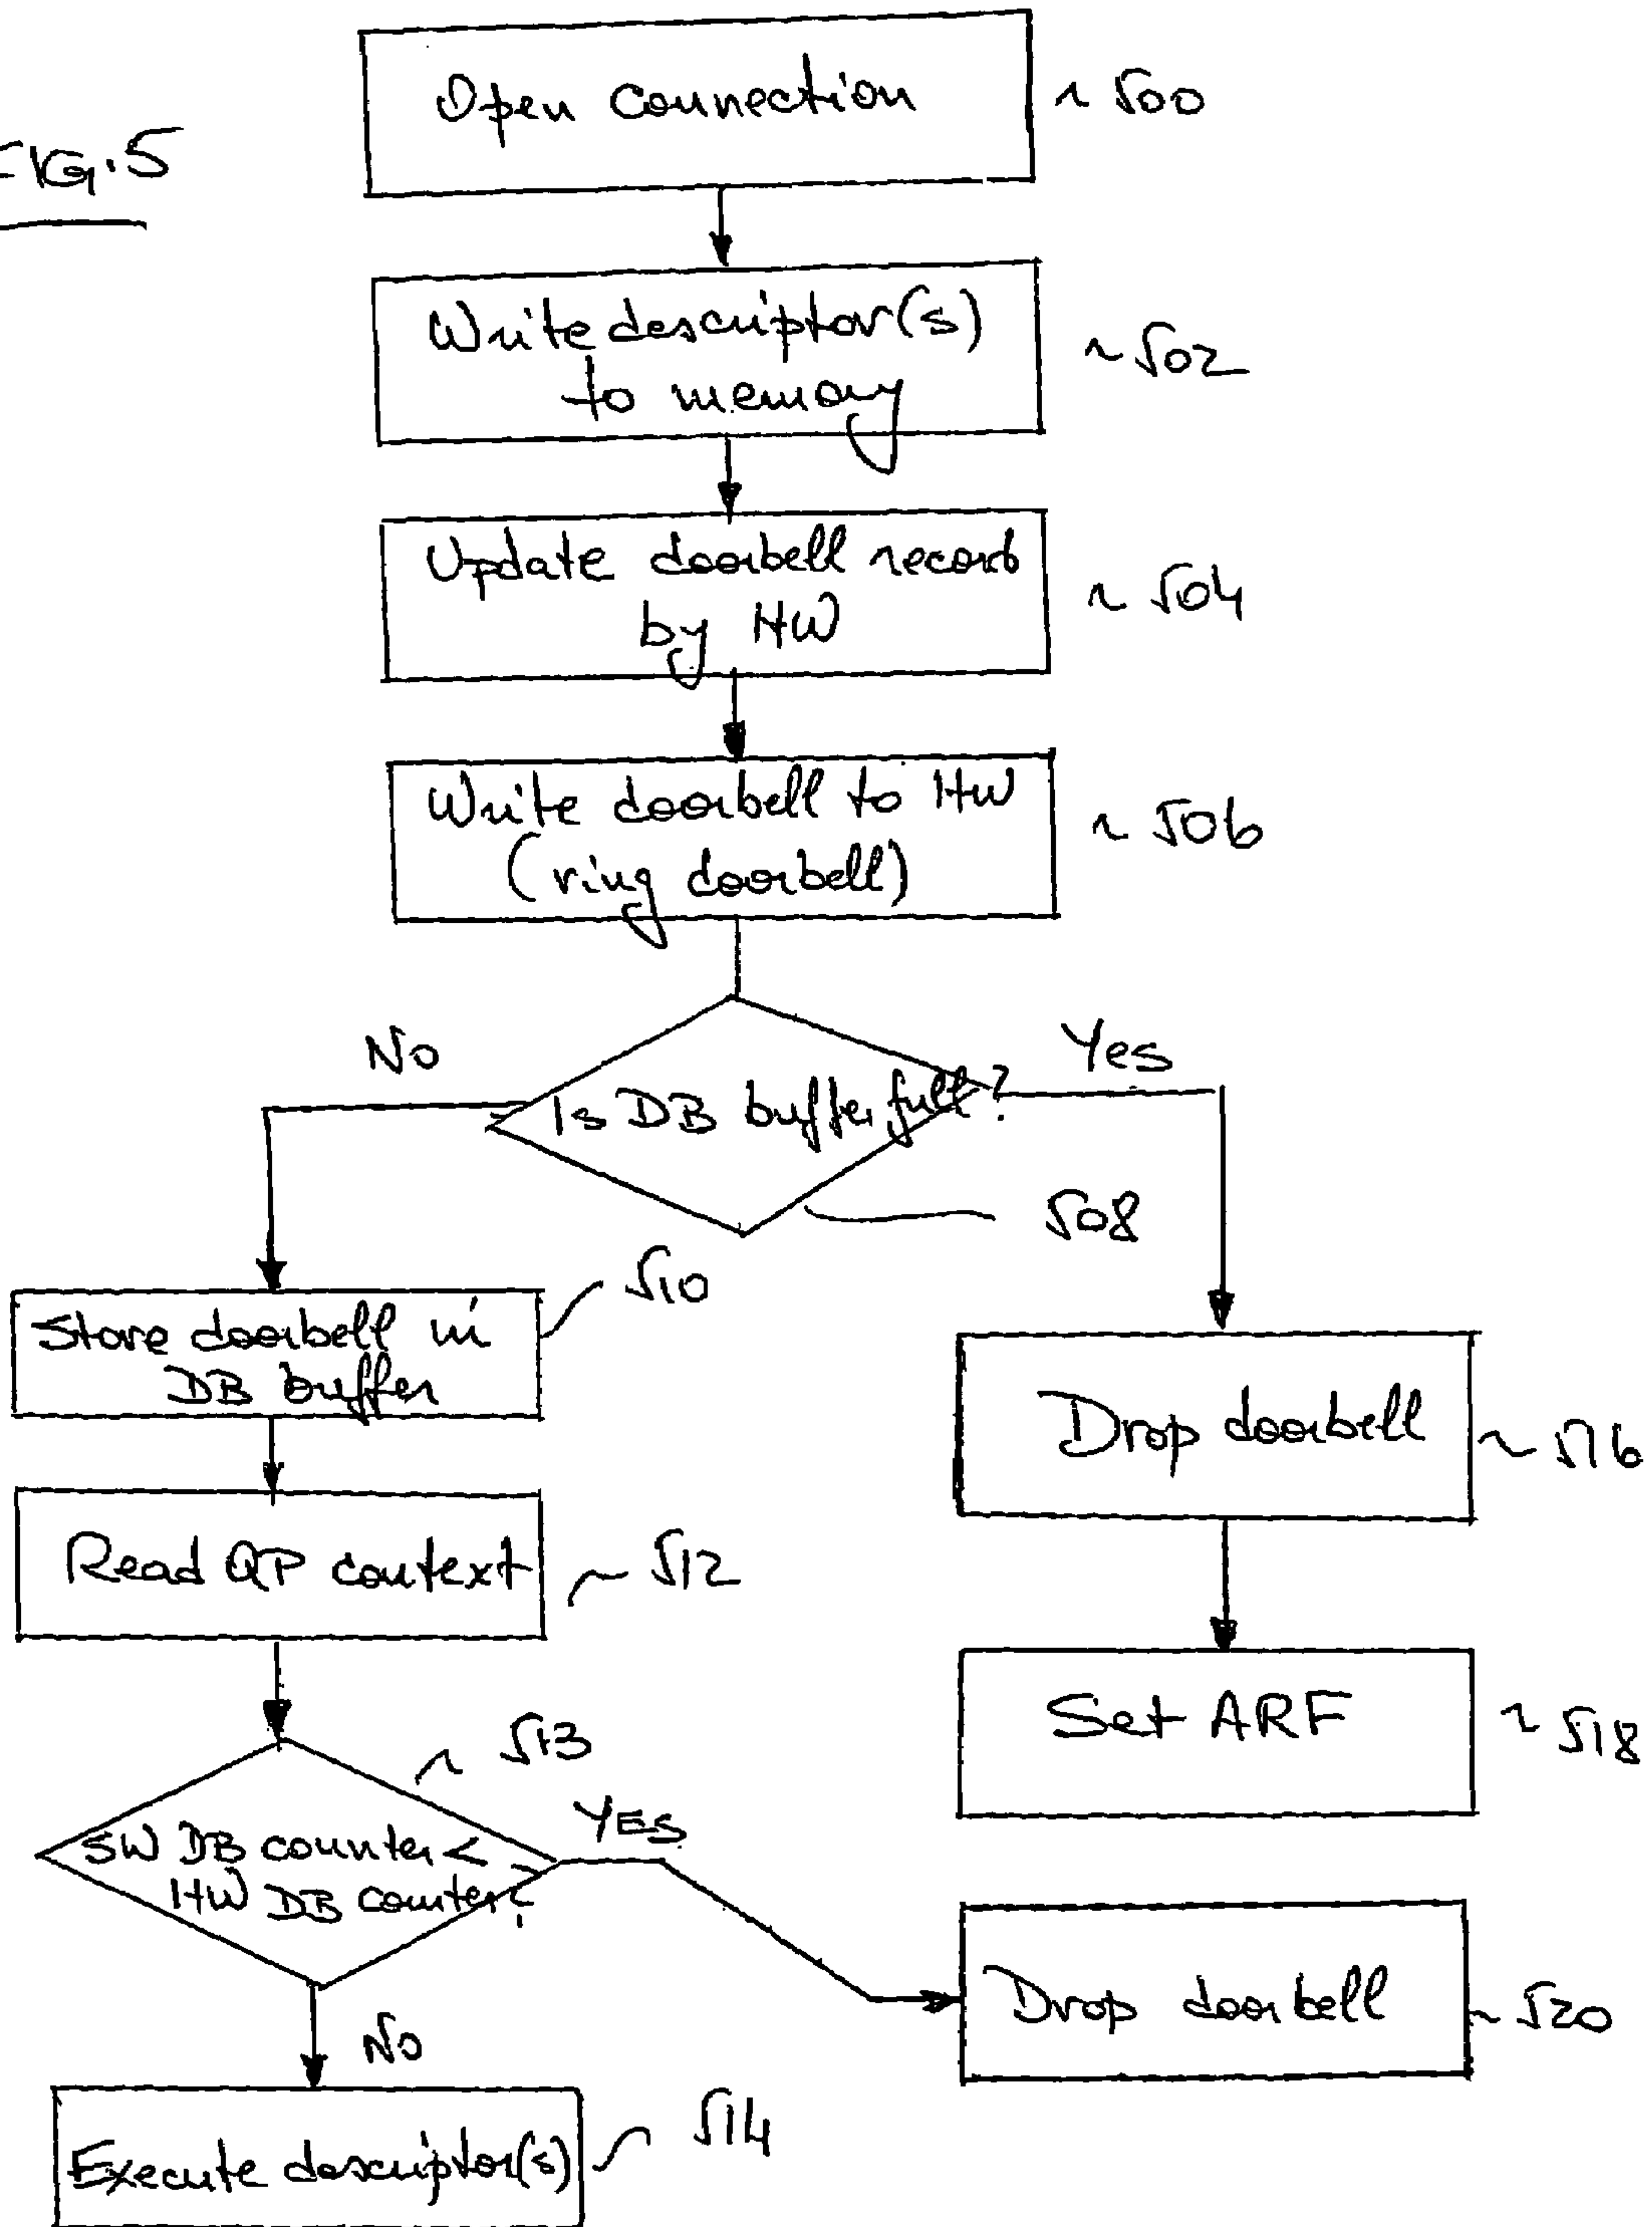 FIG.5
Open Connection
~ 500
Write descriptor(s)
to memory
~ 502
Update doorbell record
by HW
~ 504
Write doorbell to HW
(ring doorbell)
~ 506
No
Yes
Is DB buffer full?
508
510
Store doorbell in
DB buffer
Drop doorbell
~ 516
Read QP context
~ 512
Set ARF
~ 518
~ 513
SW DB counter <
HW DB counter?
YES
Drop doorbell
~ 520
No
Execute descriptor(s)
~ 514